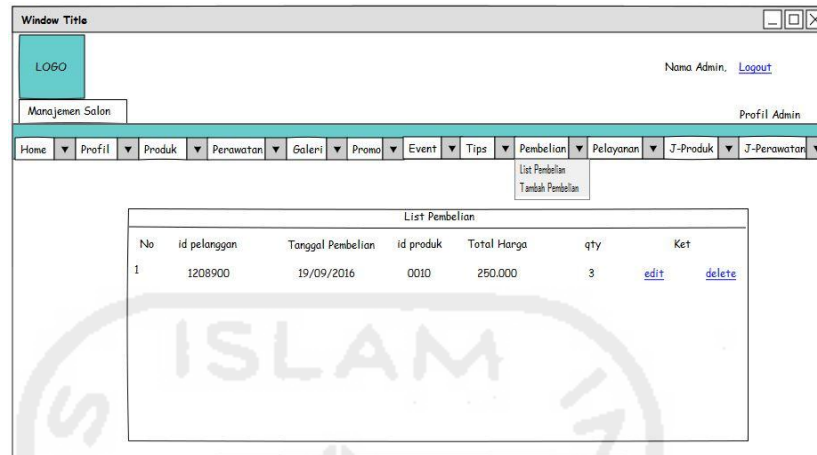 Window Title
LOGO
Nama Admin, Logout
Manajemen Salon
Profil Admin
Home Profil Produk Perawatan Galeri Promo Event Tips Pembelian Pelayanan J-Produk J-Perawatan
List Pembelian
Tambah Pembelian
List Pembelian
No id pelanggan Tanggal Pembelian id produk Total Harga qty Ket
1 1208900 19/09/2016 0010 250.000 3 edit delete
ISLAM